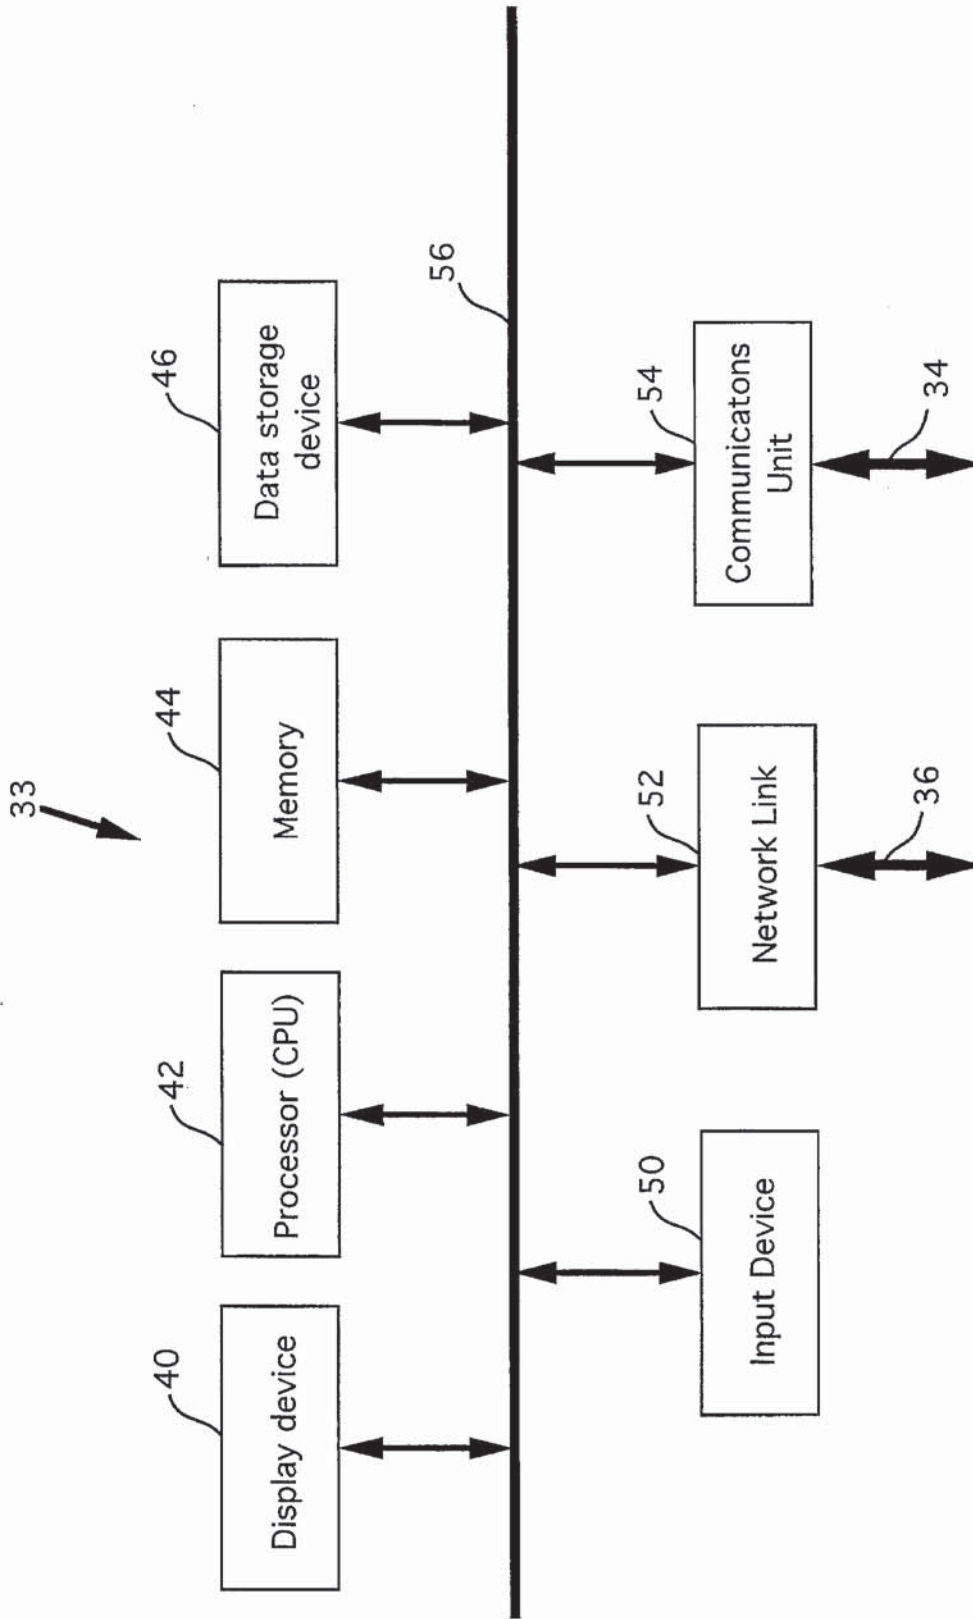 33
40
Display device
42
Processor (CPU)
44
Memory
46
Data storage
device
56
50
Input Device
52
Network Link
36
54
Communicatons
Unit
34